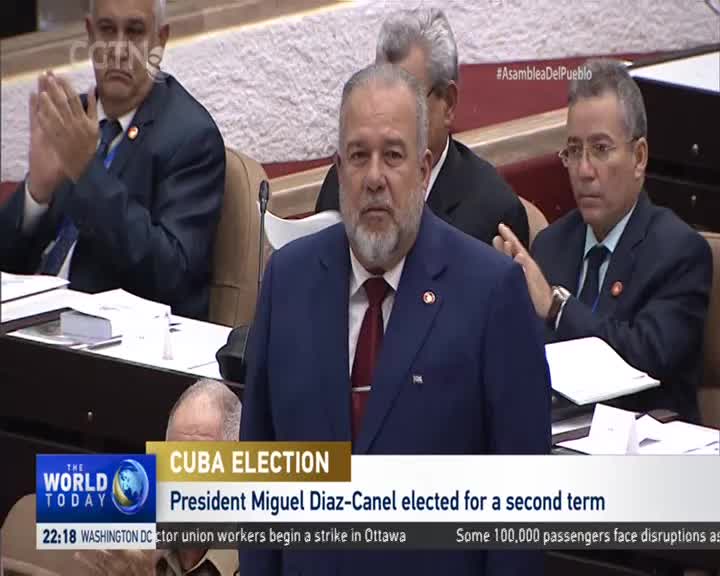 CGTN
#AsambleaDelPueblo
CUBA ELECTION
THE
WORLD
TODAY
President Miguel Diaz-Canel elected for a second term
22:18 WASHINGTON DC
ctor union workers begin a strike in Ottawa Some 100,000 passengers face disruptions as